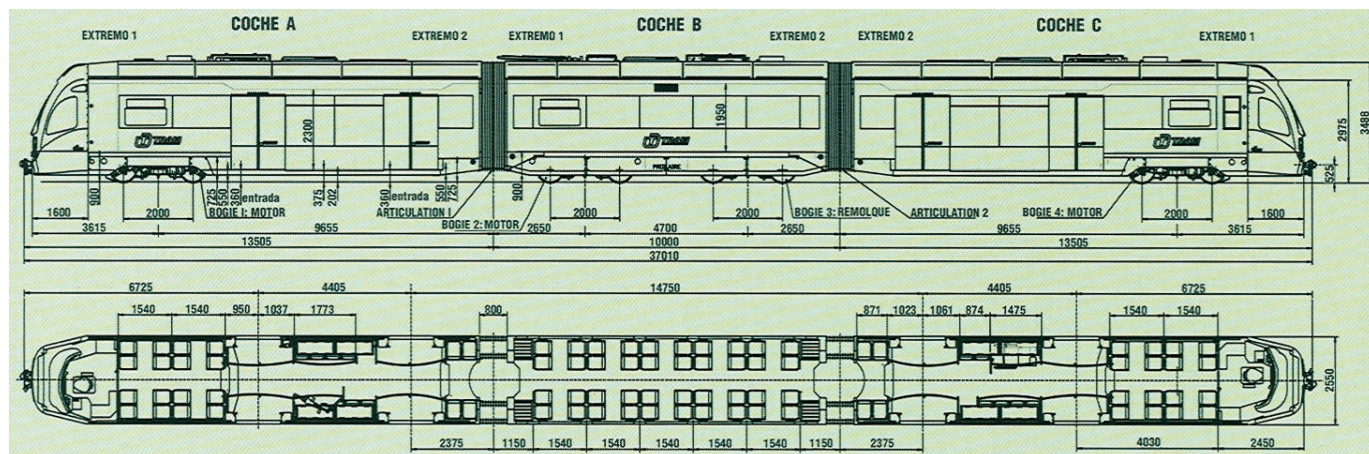 COCHE A COCHE B COCHE C
EXTREMO 1 EXTREMO 2 EXTREMO 1 EXTREMO 2 EXTREMO 2 EXTREMO 1
TRAM TRAM TRAM
2300 1950 2975 3488
900 725 550 360 375 202 360 550 725 900 525
entrada entrada
1600 2000 BOGIE 1: MOTOR ARTICULATION 1 BOGIE 2: MOTOR 2000 2000 BOGIE 3: REMOLQUE ARTICULATION 2 BOGIE 4: MOTOR 2000 1600
3615 9655 2650 4700 2650 9655 3615
13505 10000 13505
37010
6725 4405 14750 4405 6725
1540 1540 950 1037 1773 800 871 1023 1061 874 1475 1540 1540
2550
2375 1150 1540 1540 1540 1540 1540 1150 2375 4030 2450